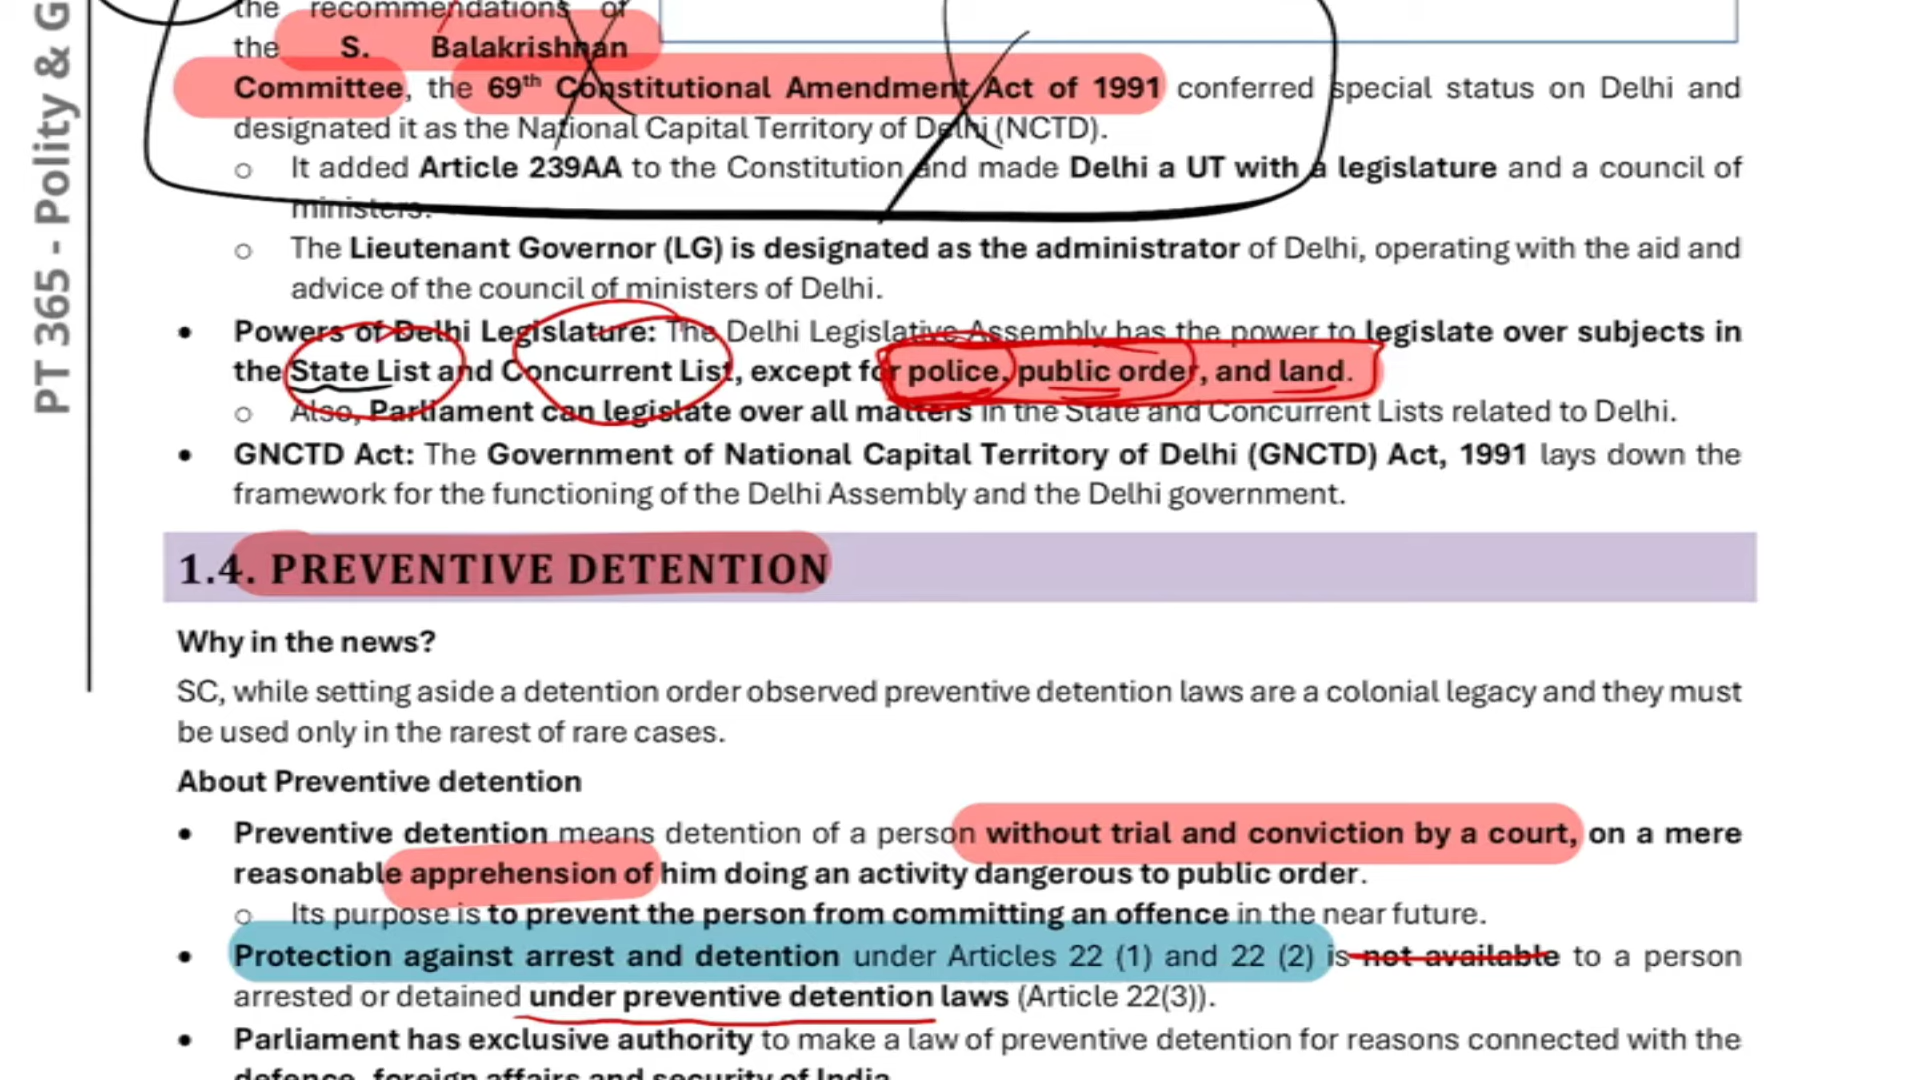 PT 365 - Polity & G
the recommendations of
the S. Balakrishnan
Committee, the 69th Constitutional Amendment Act of 1991 conferred special status on Delhi and
designated it as the National Capital Territory of Delhi (NCTD).
o It added Article 239AA to the Constitution and made Delhi a UT with a legislature and a council of
ministers.
o The Lieutenant Governor (LG) is designated as the administrator of Delhi, operating with the aid and
advice of the council of ministers of Delhi.
• Powers of Delhi Legislature: The Delhi Legislative Assembly has the power to legislate over subjects in
the State List and Concurrent List, except for police, public order, and land.
o Also, Parliament can legislate over all matters in the State and Concurrent Lists related to Delhi.
• GNCTD Act: The Government of National Capital Territory of Delhi (GNCTD) Act, 1991 lays down the
framework for the functioning of the Delhi Assembly and the Delhi government.
1.4. PREVENTIVE DETENTION
Why in the news?
SC, while setting aside a detention order observed preventive detention laws are a colonial legacy and they must
be used only in the rarest of rare cases.
About Preventive detention
• Preventive detention means detention of a person without trial and conviction by a court, on a mere
reasonable apprehension of him doing an activity dangerous to public order.
o Its purpose is to prevent the person from committing an offence in the near future.
• Protection against arrest and detention under Articles 22 (1) and 22 (2) is not available to a person
arrested or detained under preventive detention laws (Article 22(3)).
• Parliament has exclusive authority to make a law of preventive detention for reasons connected with the
defence, foreign affairs and security of India.